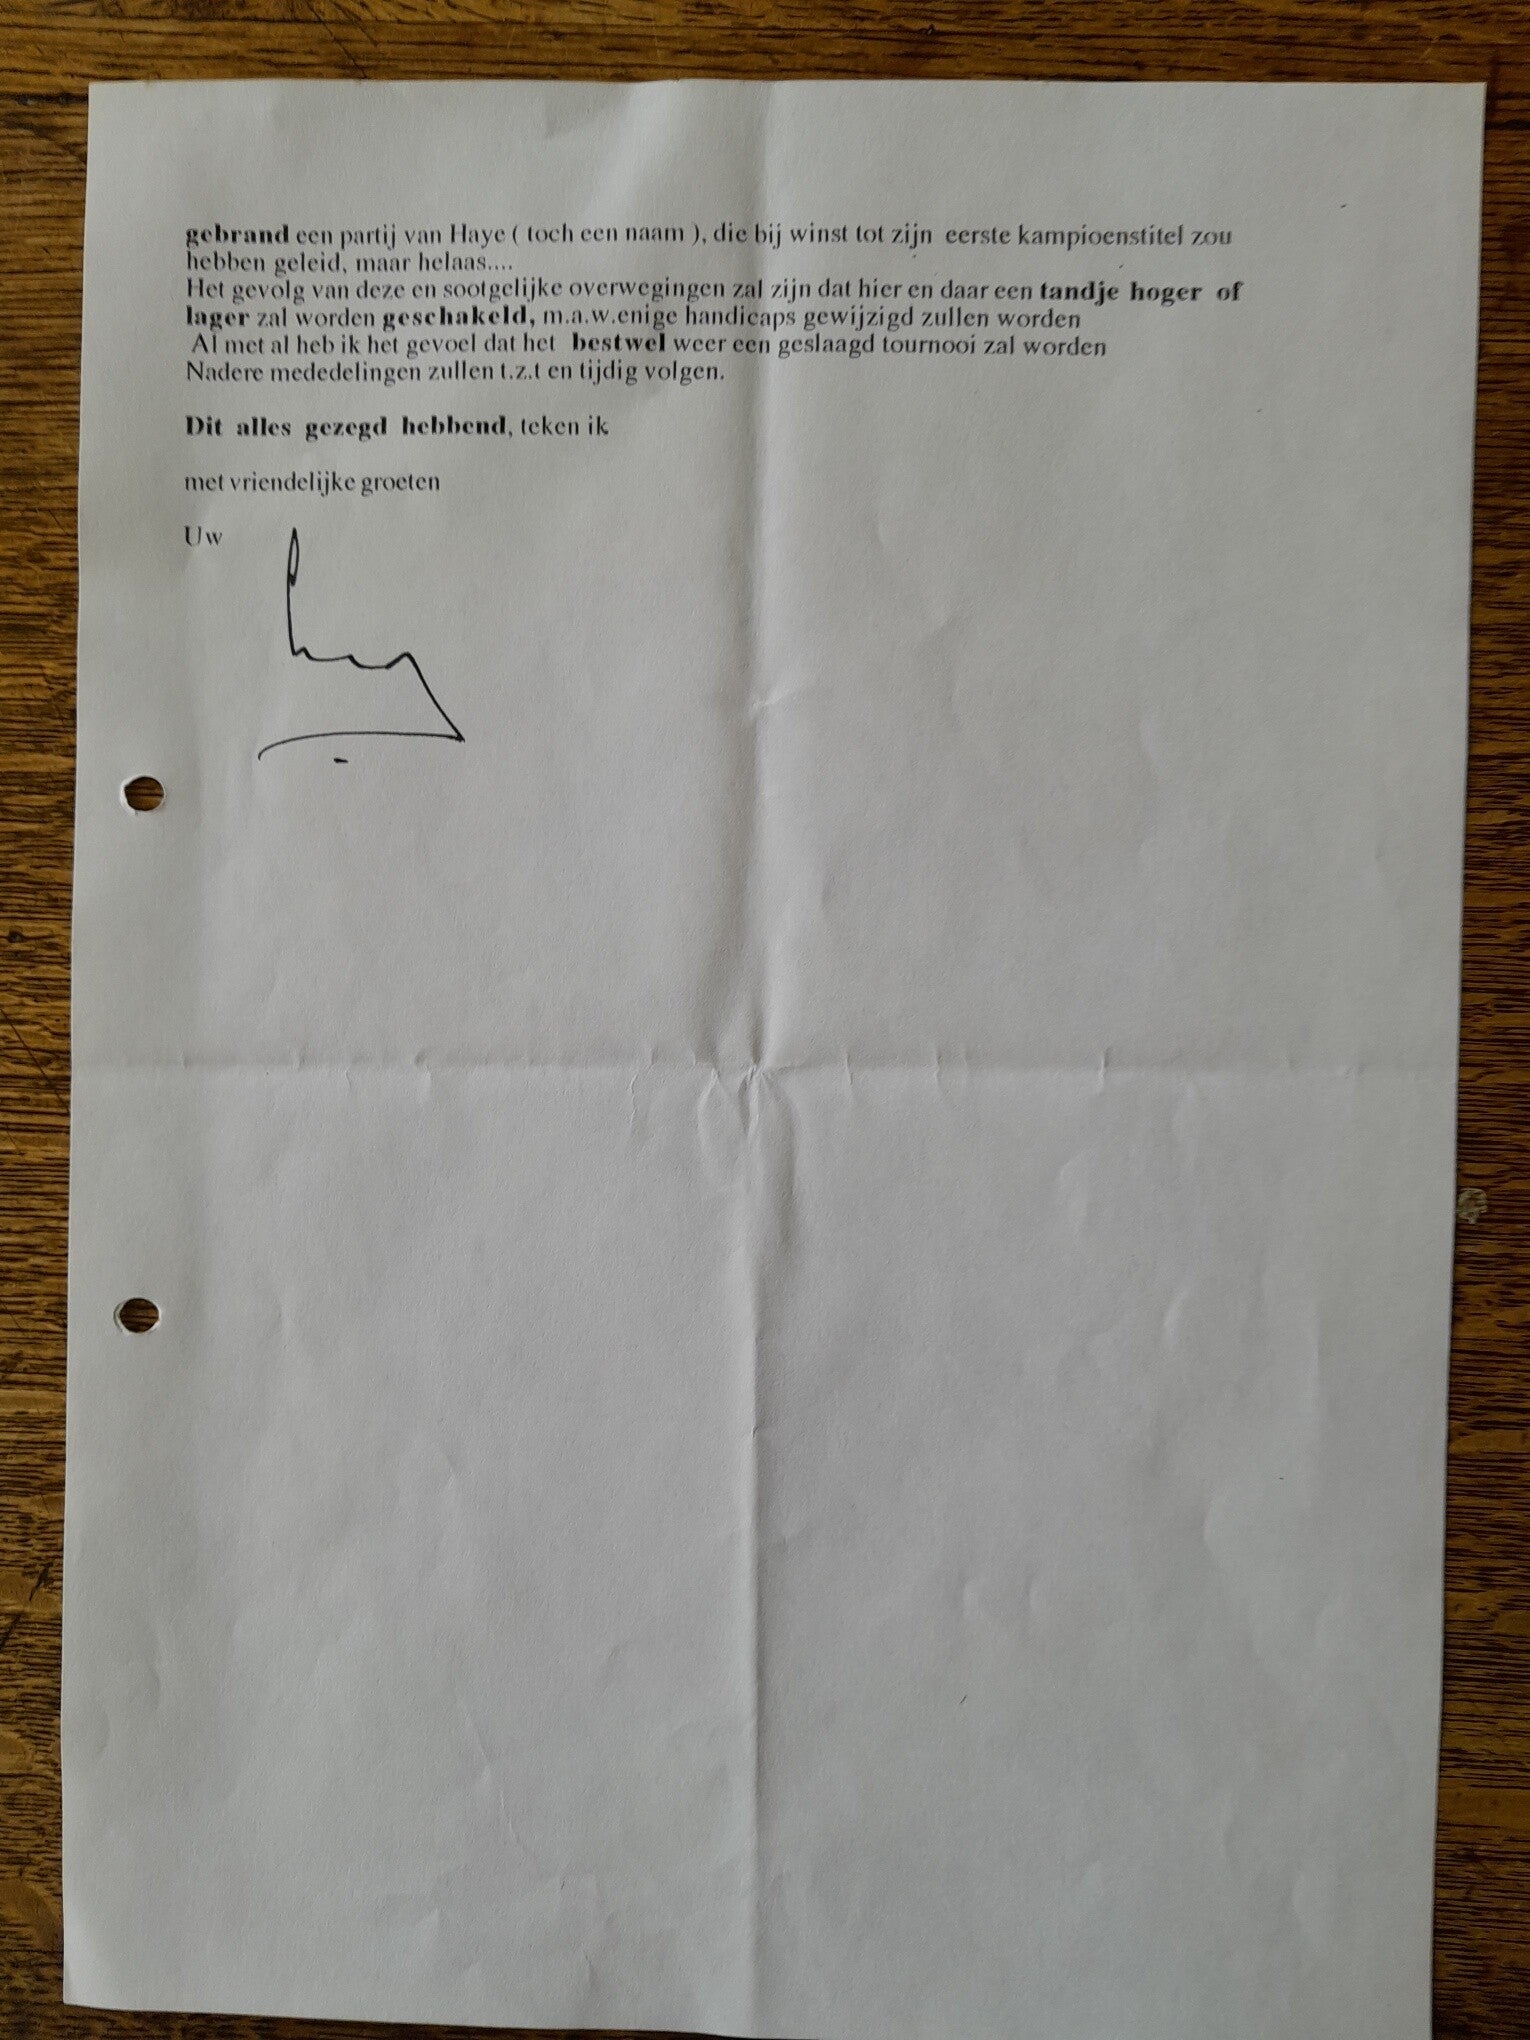 gebrand een partij van Haye ( toch een naam ), die bij winst tot zijn eerste kampioenstitel zou
hebben geleid, maar helaas....
Het gevolg van deze en sootgelijke overwegingen zal zijn dat hier en daar een tandje hoger of
lager zal worden geschakeld, m.a.w.enige handicaps gewijzigd zullen worden
Al met al heb ik het gevoel dat het bestwel weer een geslaagd tournooi zal worden
Nadere mededelingen zullen t.z.t en tijdig volgen.
Dit alles gezegd hebbend, teken ik
met vriendelijke groeten
Uw